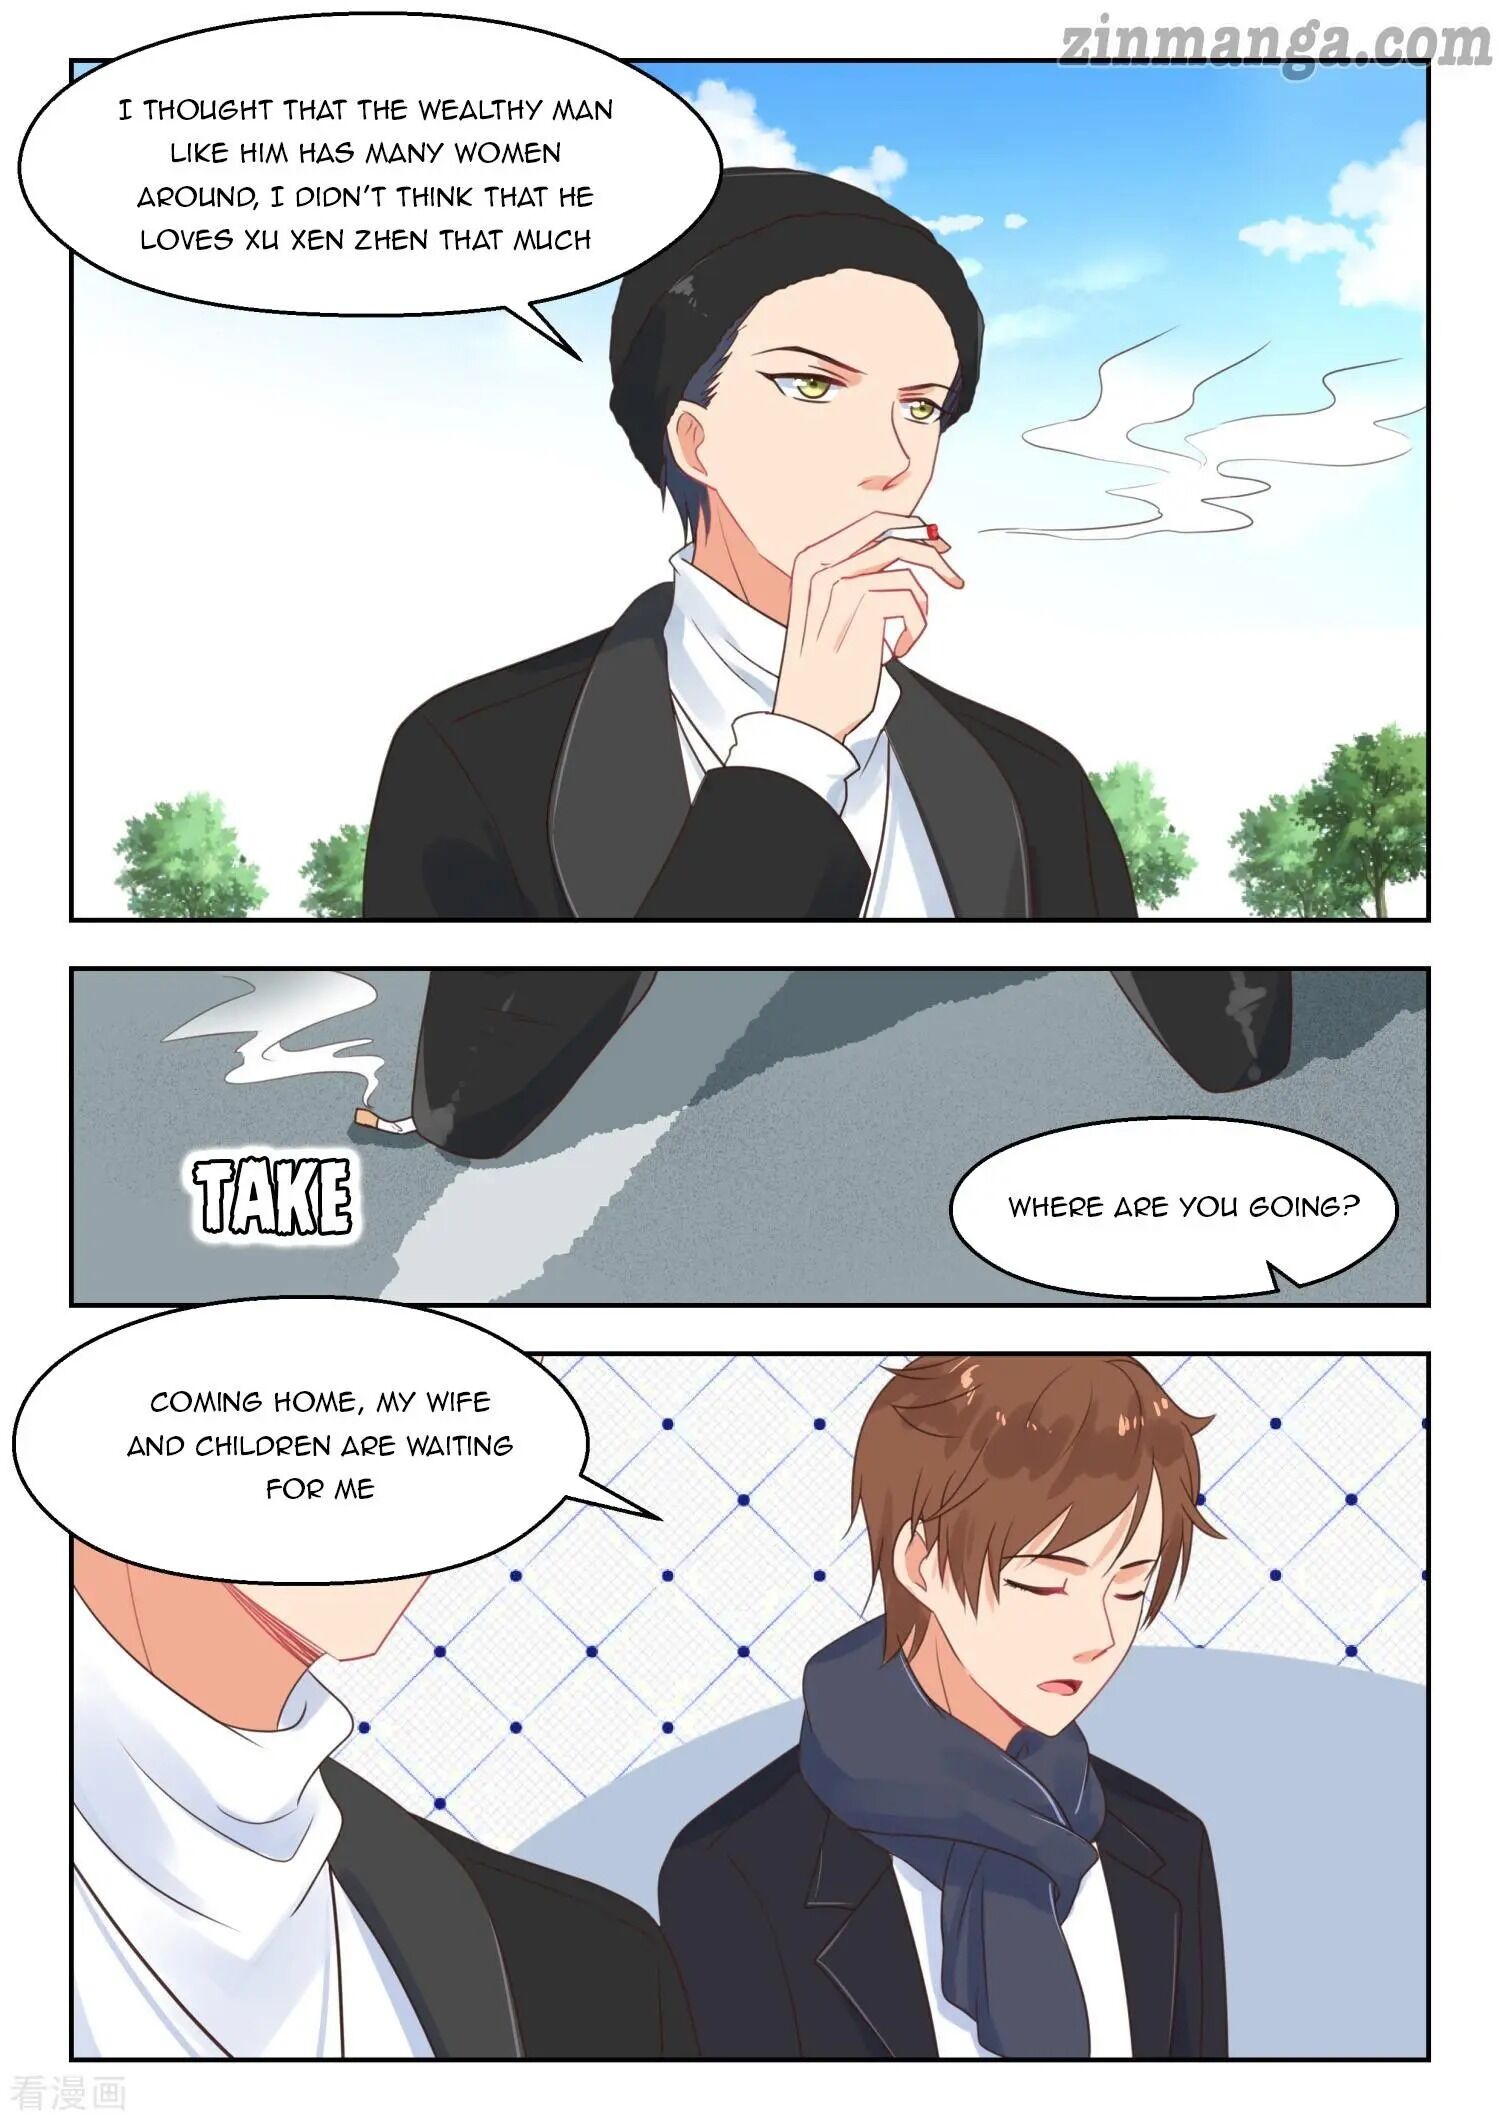 zinmanga.com
I THOUGHT THAT THE WEALTHY MAN
LIKE HIM HAS MANY WOMEN
AROUND, I DIDN'T THINK THAT HE
LOVES XU XEN ZHEN THAT MUCH
TAKE
WHERE ARE YOU GOING?
COMING HOME, MY WIFE
AND CHILDREN ARE WAITING
FOR ME
看漫画